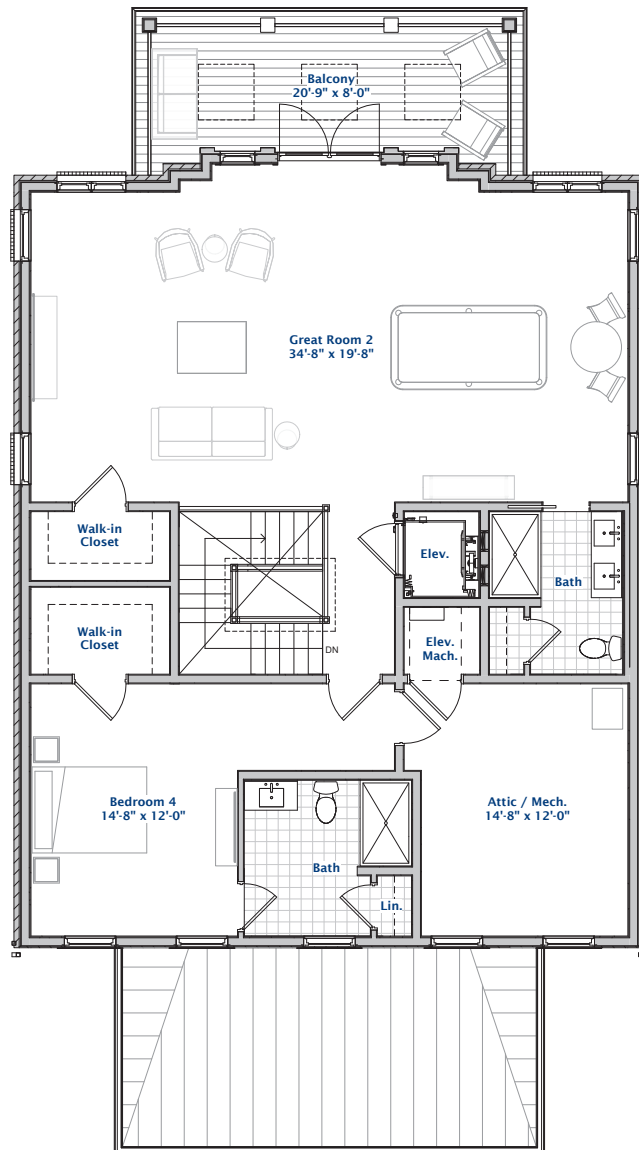 Balcony
20'-9" x 8'-0"
Great Room 2
34'-8" x 19'-8"
Walk-in
Closet
Elev.
Bath
Walk-in
Closet
Elev.
Mach.
DN
Bedroom 4
14'-8" x 12'-0"
Attic / Mech.
14'-8" x 12'-0"
Bath
Lin.